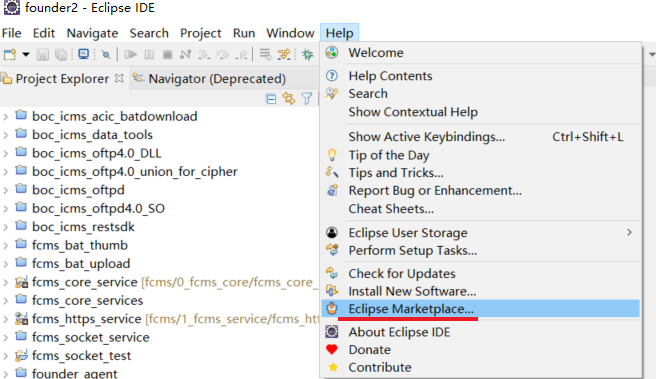 founder2 - Eclipse IDE
File Edit Navigate Search Project Run Window Help
Project Explorer Navigator (Deprecated)
boc_icms_acic_batdownload
boc_icms_data_tools
boc_icms_oftp4.0_DLL
boc_icms_oftp4.0_union_for_cipher
boc_icms_oftpd
boc_icms_oftpd4.0_SO
boc_icms_restsdk
fcms_bat_thumb
fcms_bat_upload
fcms_core_service [fcms/0_fcms_core/fcms_core_
fcms_core_services
fcms_https_service [fcms/1_fcms_service/fcms_ht
fcms_socket_service
fcms_socket_test
founder_agent
Welcome
Help Contents
Search
Show Contextual Help
Show Active Keybindings... Ctrl+Shift+L
Tip of the Day
Tips and Tricks...
Report Bug or Enhancement...
Cheat Sheets...
Eclipse User Storage
Perform Setup Tasks...
Check for Updates
Install New Software...
Eclipse Marketplace...
About Eclipse IDE
Donate
Contribute